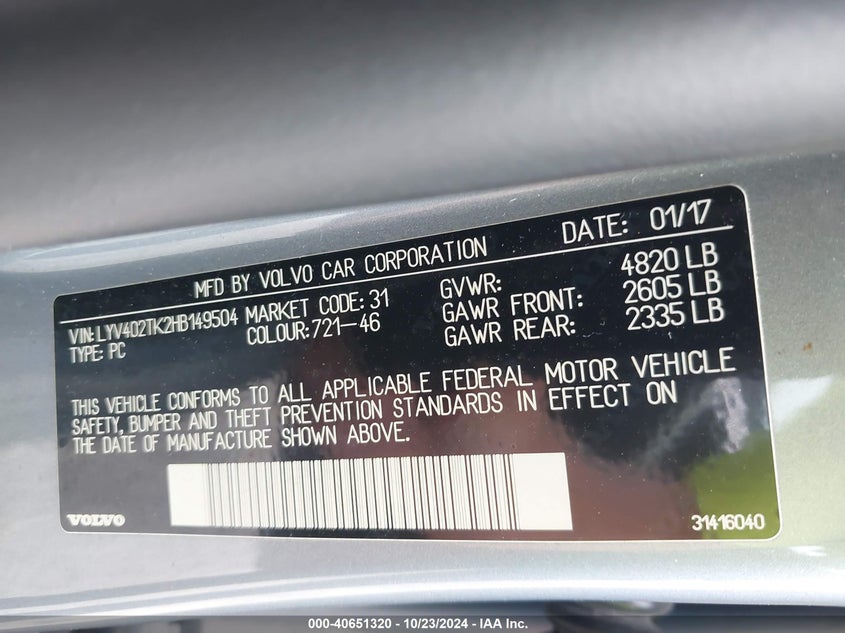 MFD BY VOLVO CAR CORPORATION DATE: 01/17
VIN: LYV402TK2HB149504 MARKET CODE: 31 GVWR: 4820 LB
TYPE: PC COLOUR: 721-46 GAWR FRONT: 2605 LB
GAWR REAR: 2335 LB
THIS VEHICLE CONFORMS TO ALL APPLICABLE FEDERAL MOTOR VEHICLE
SAFETY, BUMPER AND THEFT PREVENTION STANDARDS IN EFFECT ON
THE DATE OF MANUFACTURE SHOWN ABOVE.
VOLVO 31416040
000-40651320 - 10/23/2024 - IAA Inc.